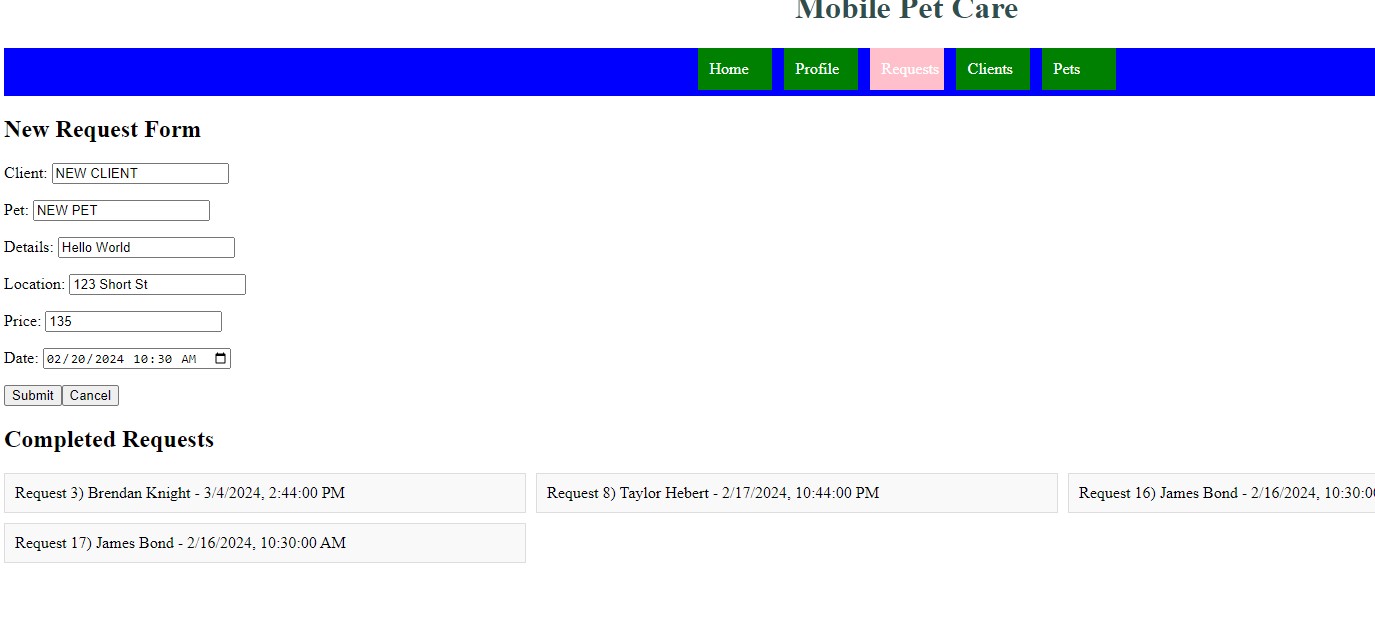 Mobile Pet Care
Home Profile Requests Clients Pets
New Request Form
Client: NEW CLIENT
Pet: NEW PET
Details: Hello World
Location: 123 Short St
Price: 135
Date: 02/20/2024 10:30 AM
Submit Cancel
Completed Requests
Request 3) Brendan Knight - 3/4/2024, 2:44:00 PM Request 8) Taylor Hebert - 2/17/2024, 10:44:00 PM Request 16) James Bond - 2/16/2024,
Request 17) James Bond - 2/16/2024, 10:30:00 AM